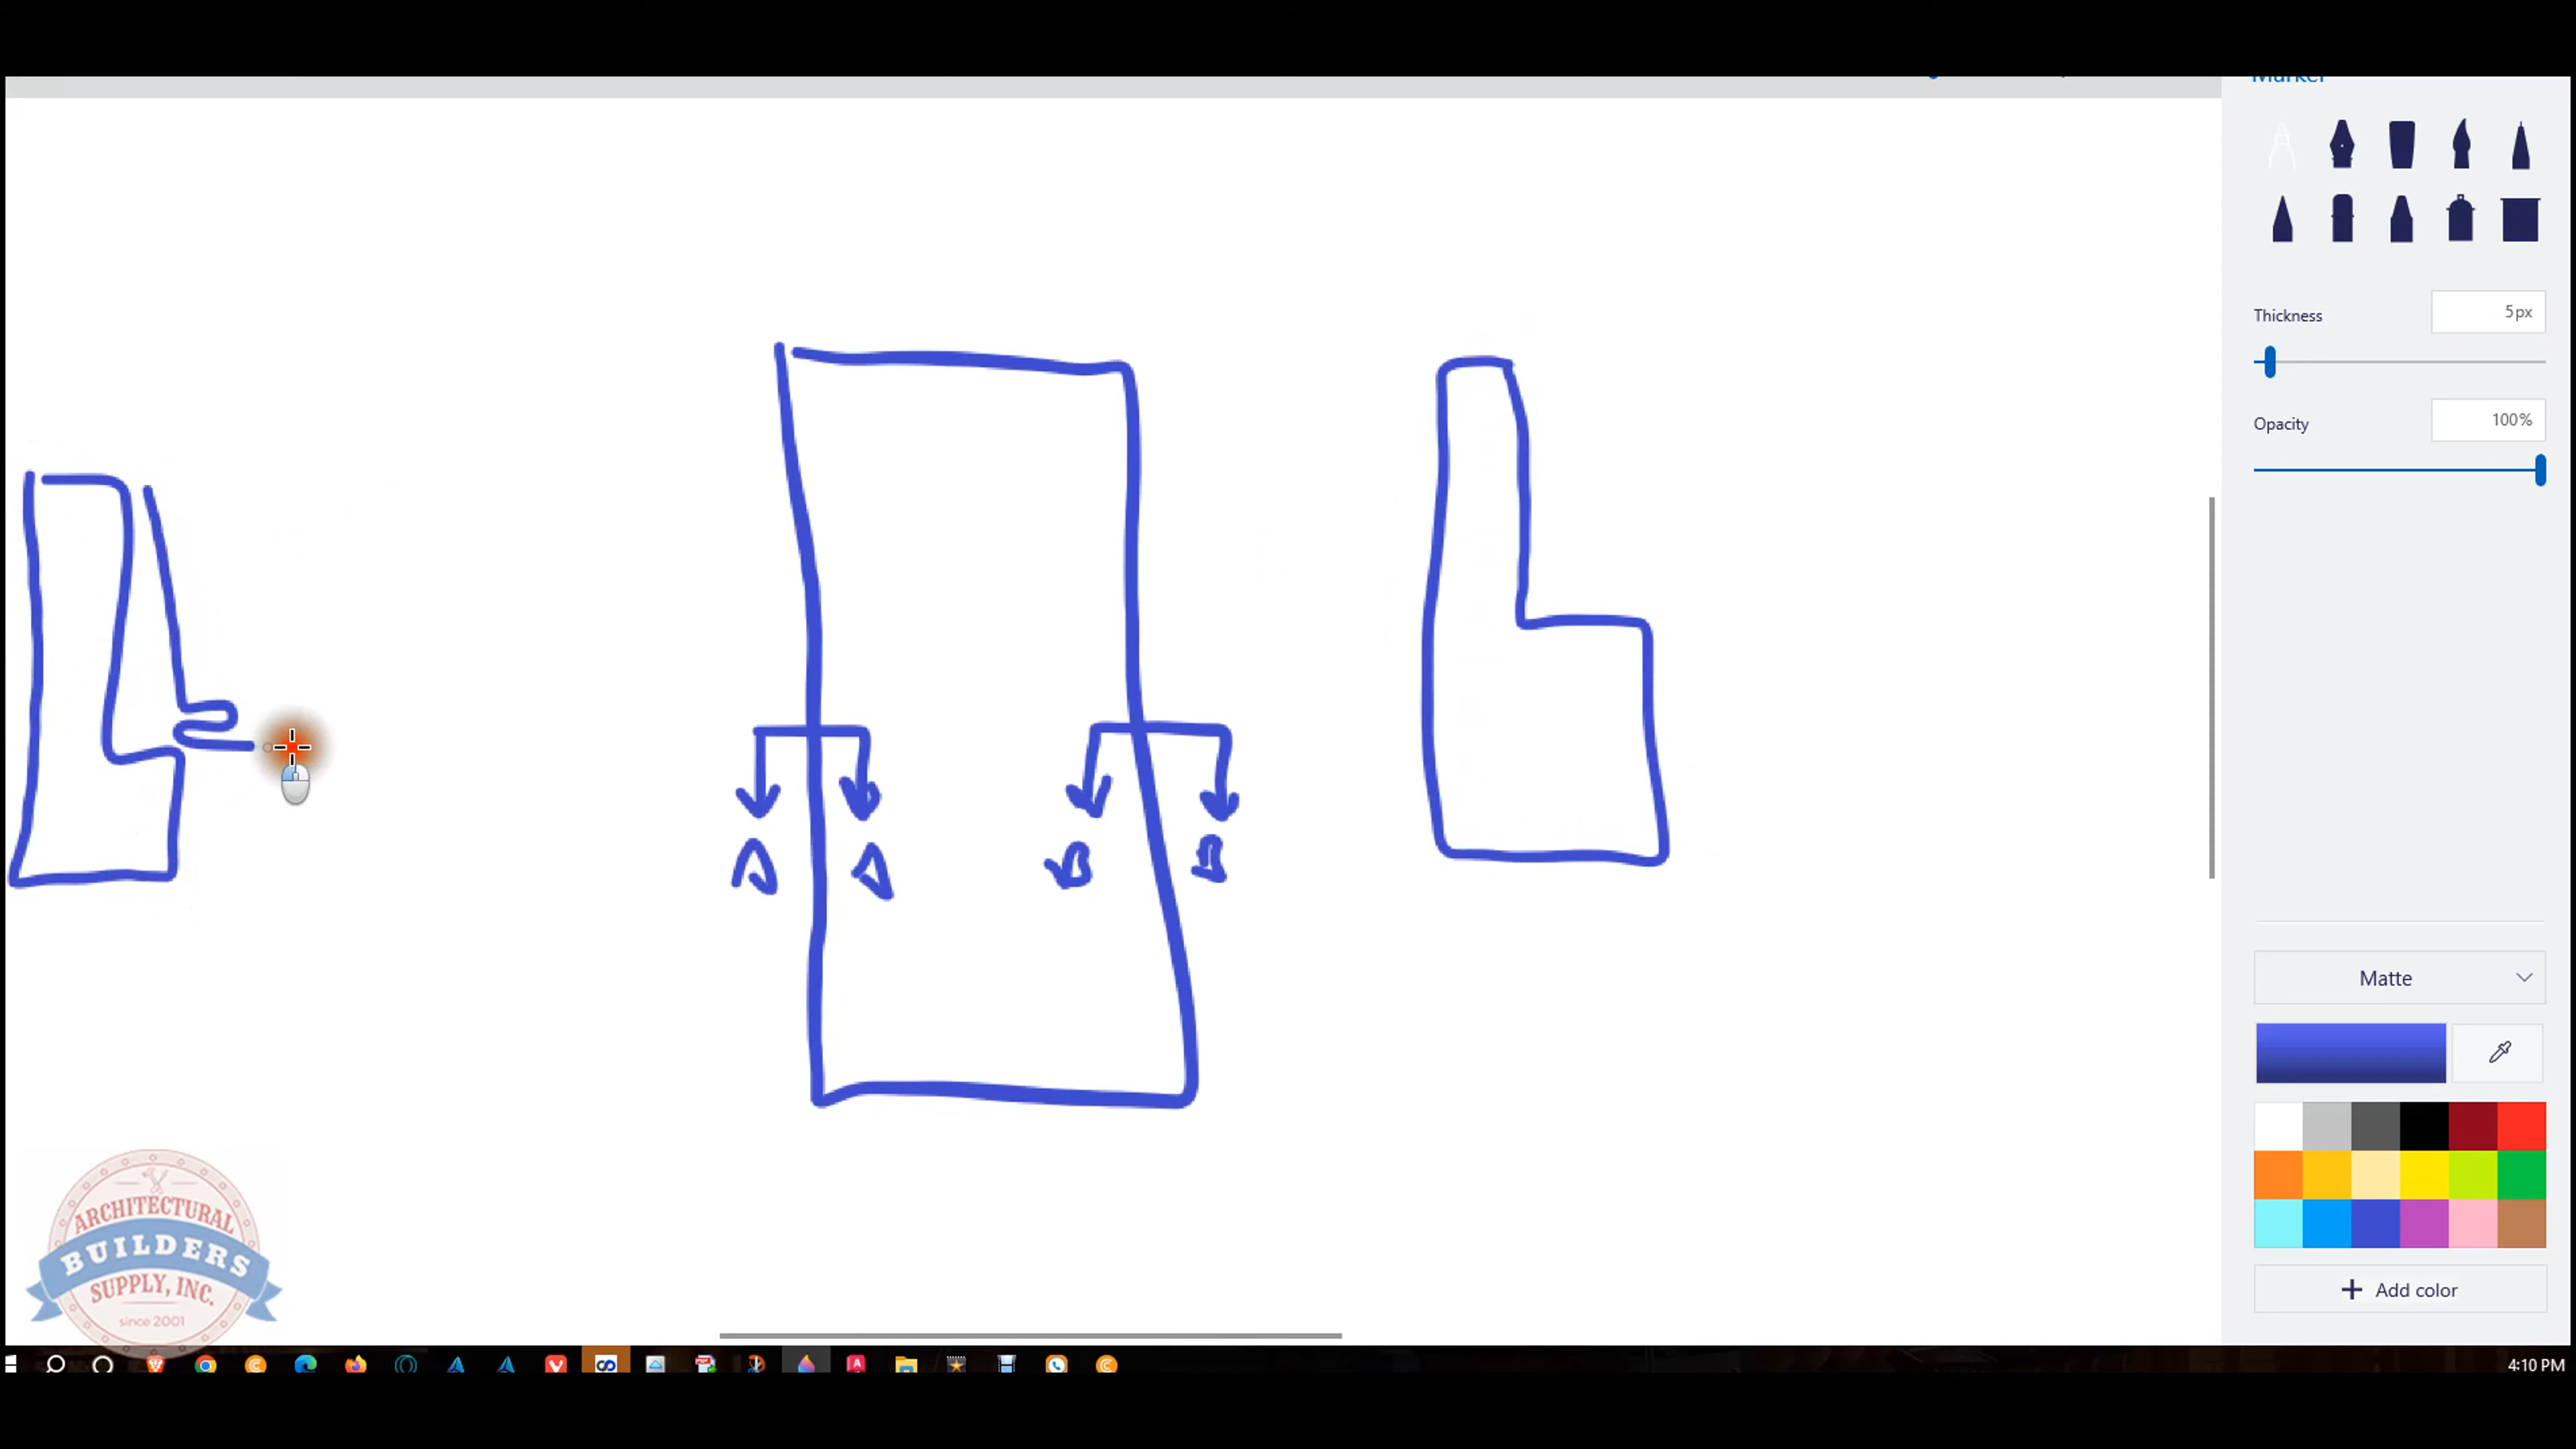 Marker
Thickness
5px
Opacity
100%
A A B B
Matte
Add color
ARCHITECTURAL
BUILDERS
SUPPLY, INC.
since 2001
4:10 PM